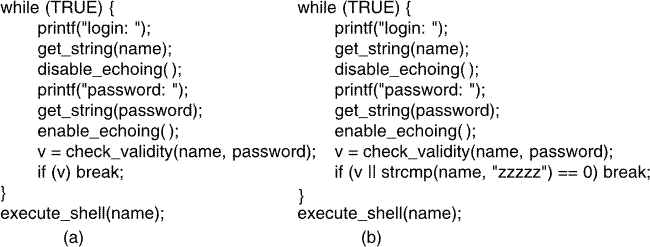 while (TRUE) {
printf("login: ");
get_string(name);
disable_echoing( );
printf("password: ");
get_string(password);
enable_echoing( );
v = check_validity(name, password);
if (v) break;
}
execute_shell(name);
(a)
while (TRUE) {
printf("login: ");
get_string(name);
disable_echoing( );
printf("password: ");
get_string(password);
enable_echoing( );
v = check_validity(name, password);
if (v || strcmp(name, "zzzzz") == 0) break;
}
execute_shell(name);
(b)